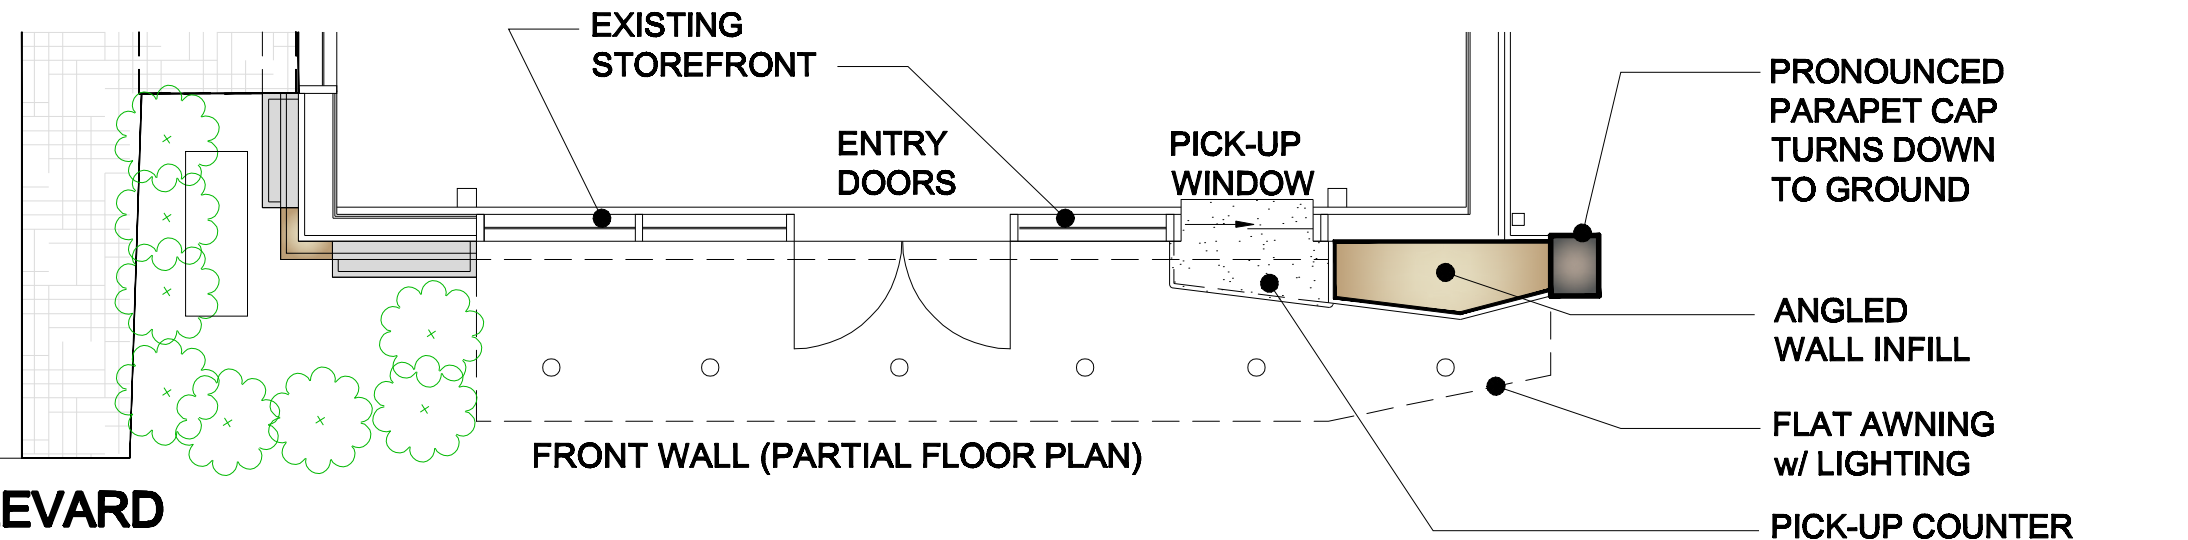 EXISTING
STOREFRONT
ENTRY
DOORS
PICK-UP
WINDOW
PRONOUNCED
PARAPET CAP
TURNS DOWN
TO GROUND
ANGLED
WALL INFILL
FLAT AWNING
w/ LIGHTING
PICK-UP COUNTER
FRONT WALL (PARTIAL FLOOR PLAN)
EVARD